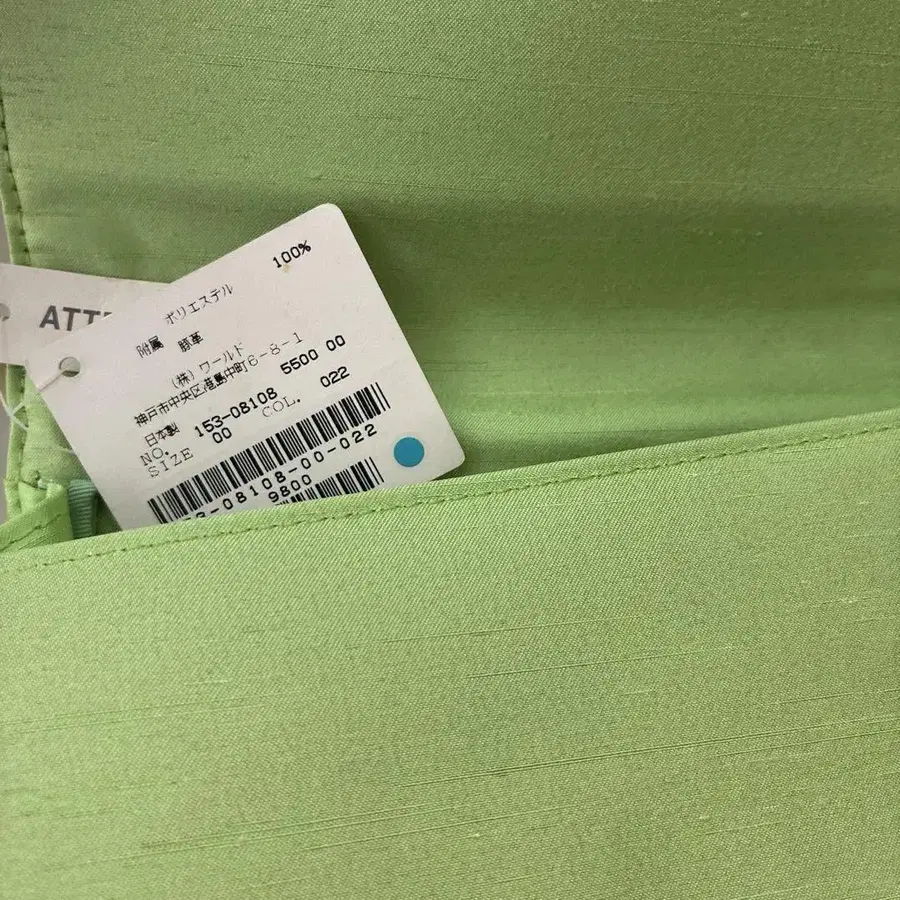 ATT
ポリエステル 100%
附属 豚革
(株) ワールド
神戸市中央区港島中町6-8-1
日本製 5500 00
NO. 153-08108
SIZE 00 COL. 022
3-08108-00-022
9800